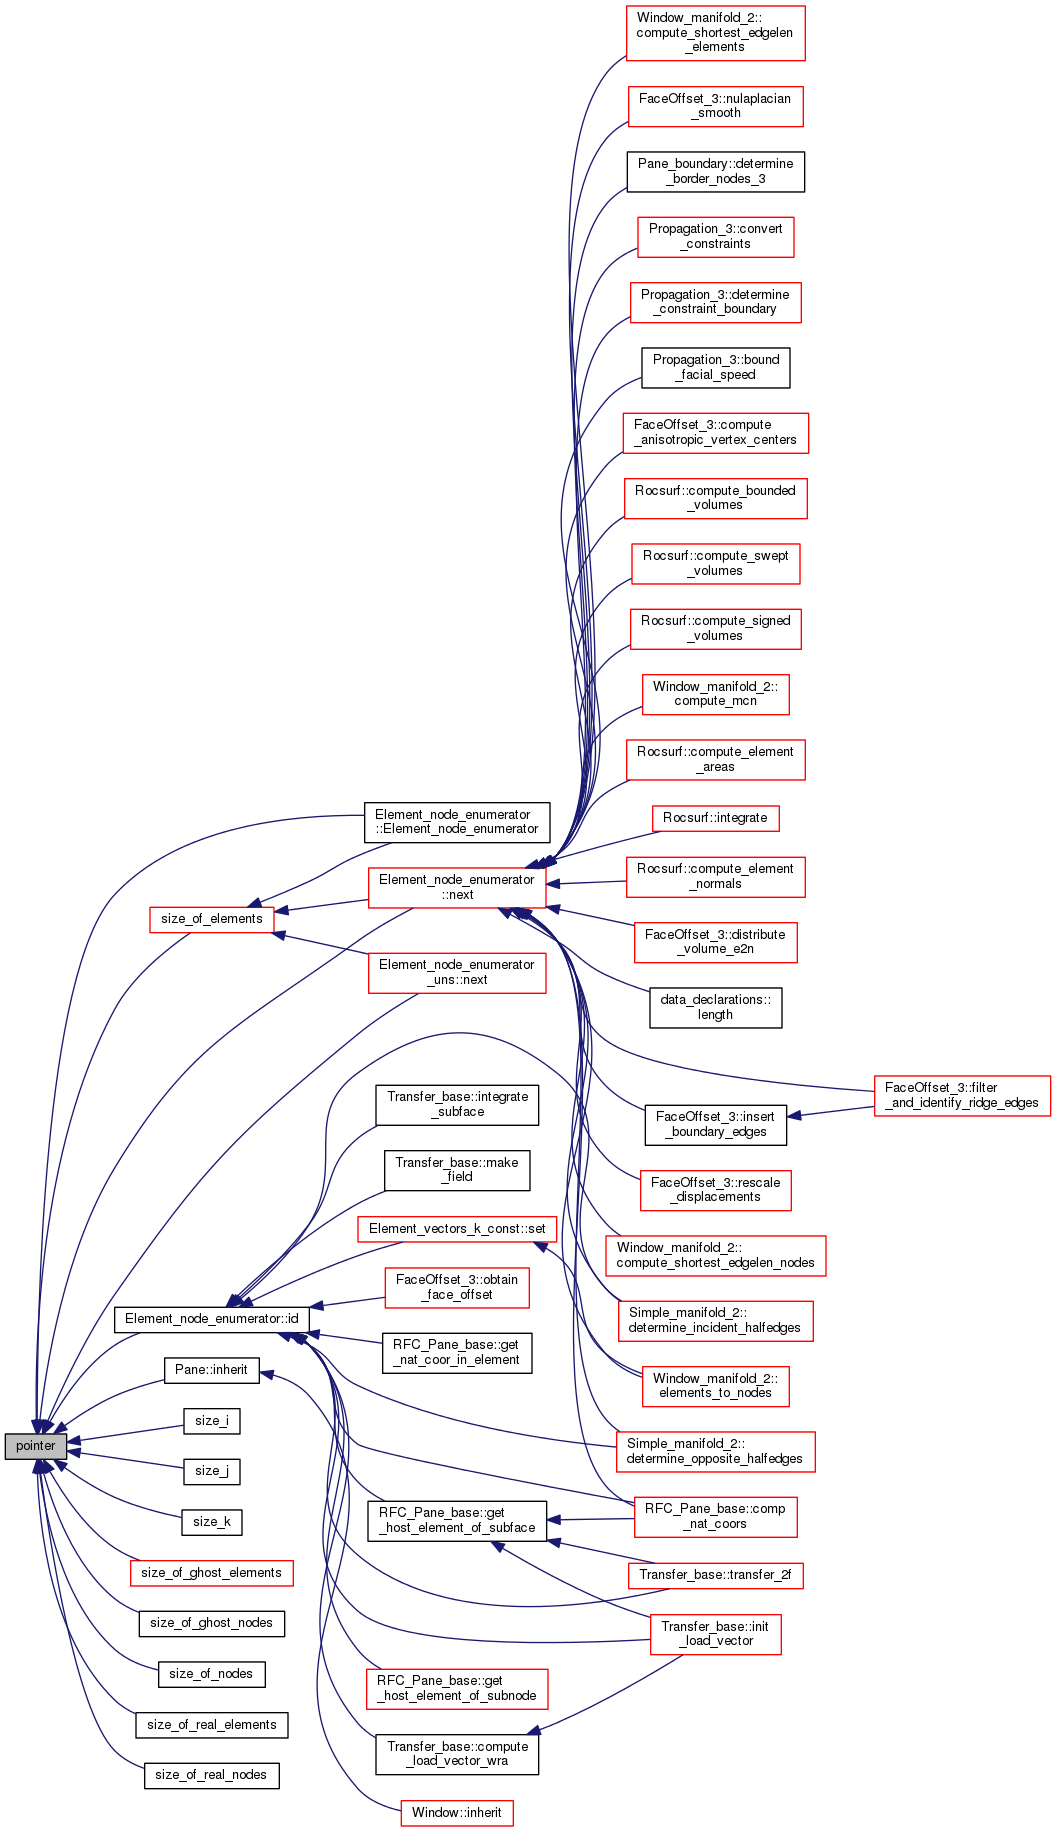 Window_manifold_2::
compute_shortest_edgelen
_elements
FaceOffset_3::nulaplacian
_smooth
Pane_boundary::determine
_border_nodes_3
Propagation_3::convert
_constraints
Propagation_3::determine
_constraint_boundary
Propagation_3::bound
_facial_speed
FaceOffset_3::compute
_anisotropic_vertex_centers
Rocsurf::compute_bounded
_volumes
Rocsurf::compute_swept
_volumes
Rocsurf::compute_signed
_volumes
Window_manifold_2::
compute_mcn
Rocsurf::compute_element
_areas
Element_node_enumerator
::Element_node_enumerator
Rocsurf::integrate
Element_node_enumerator
::next
Rocsurf::compute_element
_normals
size_of_elements
FaceOffset_3::distribute
_volume_e2n
Element_node_enumerator
_uns::next
data_declarations::
length
FaceOffset_3::filter
_and_identify_ridge_edges
Transfer_base::integrate
_subface
FaceOffset_3::insert
_boundary_edges
Transfer_base::make
_field
FaceOffset_3::rescale
_displacements
Element_vectors_k_const::set
Window_manifold_2::
compute_shortest_edgelen_nodes
FaceOffset_3::obtain
_face_offset
Element_node_enumerator::id
Simple_manifold_2::
determine_incident_halfedges
RFC_Pane_base::get
_nat_coor_in_element
Pane::inherit
Window_manifold_2::
elements_to_nodes
size_i
pointer
Simple_manifold_2::
determine_opposite_halfedges
size_j
size_k
RFC_Pane_base::get
_host_element_of_subface
RFC_Pane_base::comp
_nat_coors
size_of_ghost_elements
Transfer_base::transfer_2f
size_of_ghost_nodes
Transfer_base::init
_load_vector
size_of_nodes
RFC_Pane_base::get
_host_element_of_subnode
size_of_real_elements
Transfer_base::compute
_load_vector_wra
size_of_real_nodes
Window::inherit